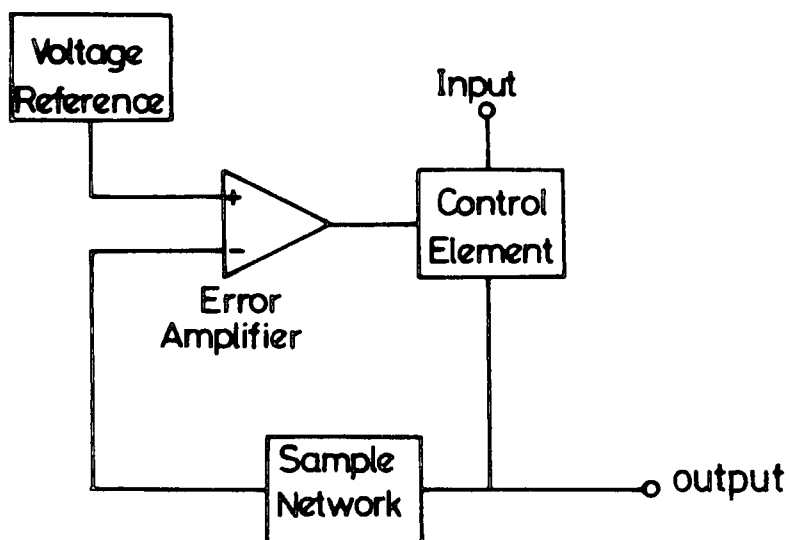 Voltage
Reference
Input
+
-
Control
Element
Error
Amplifier
Sample
Network
output